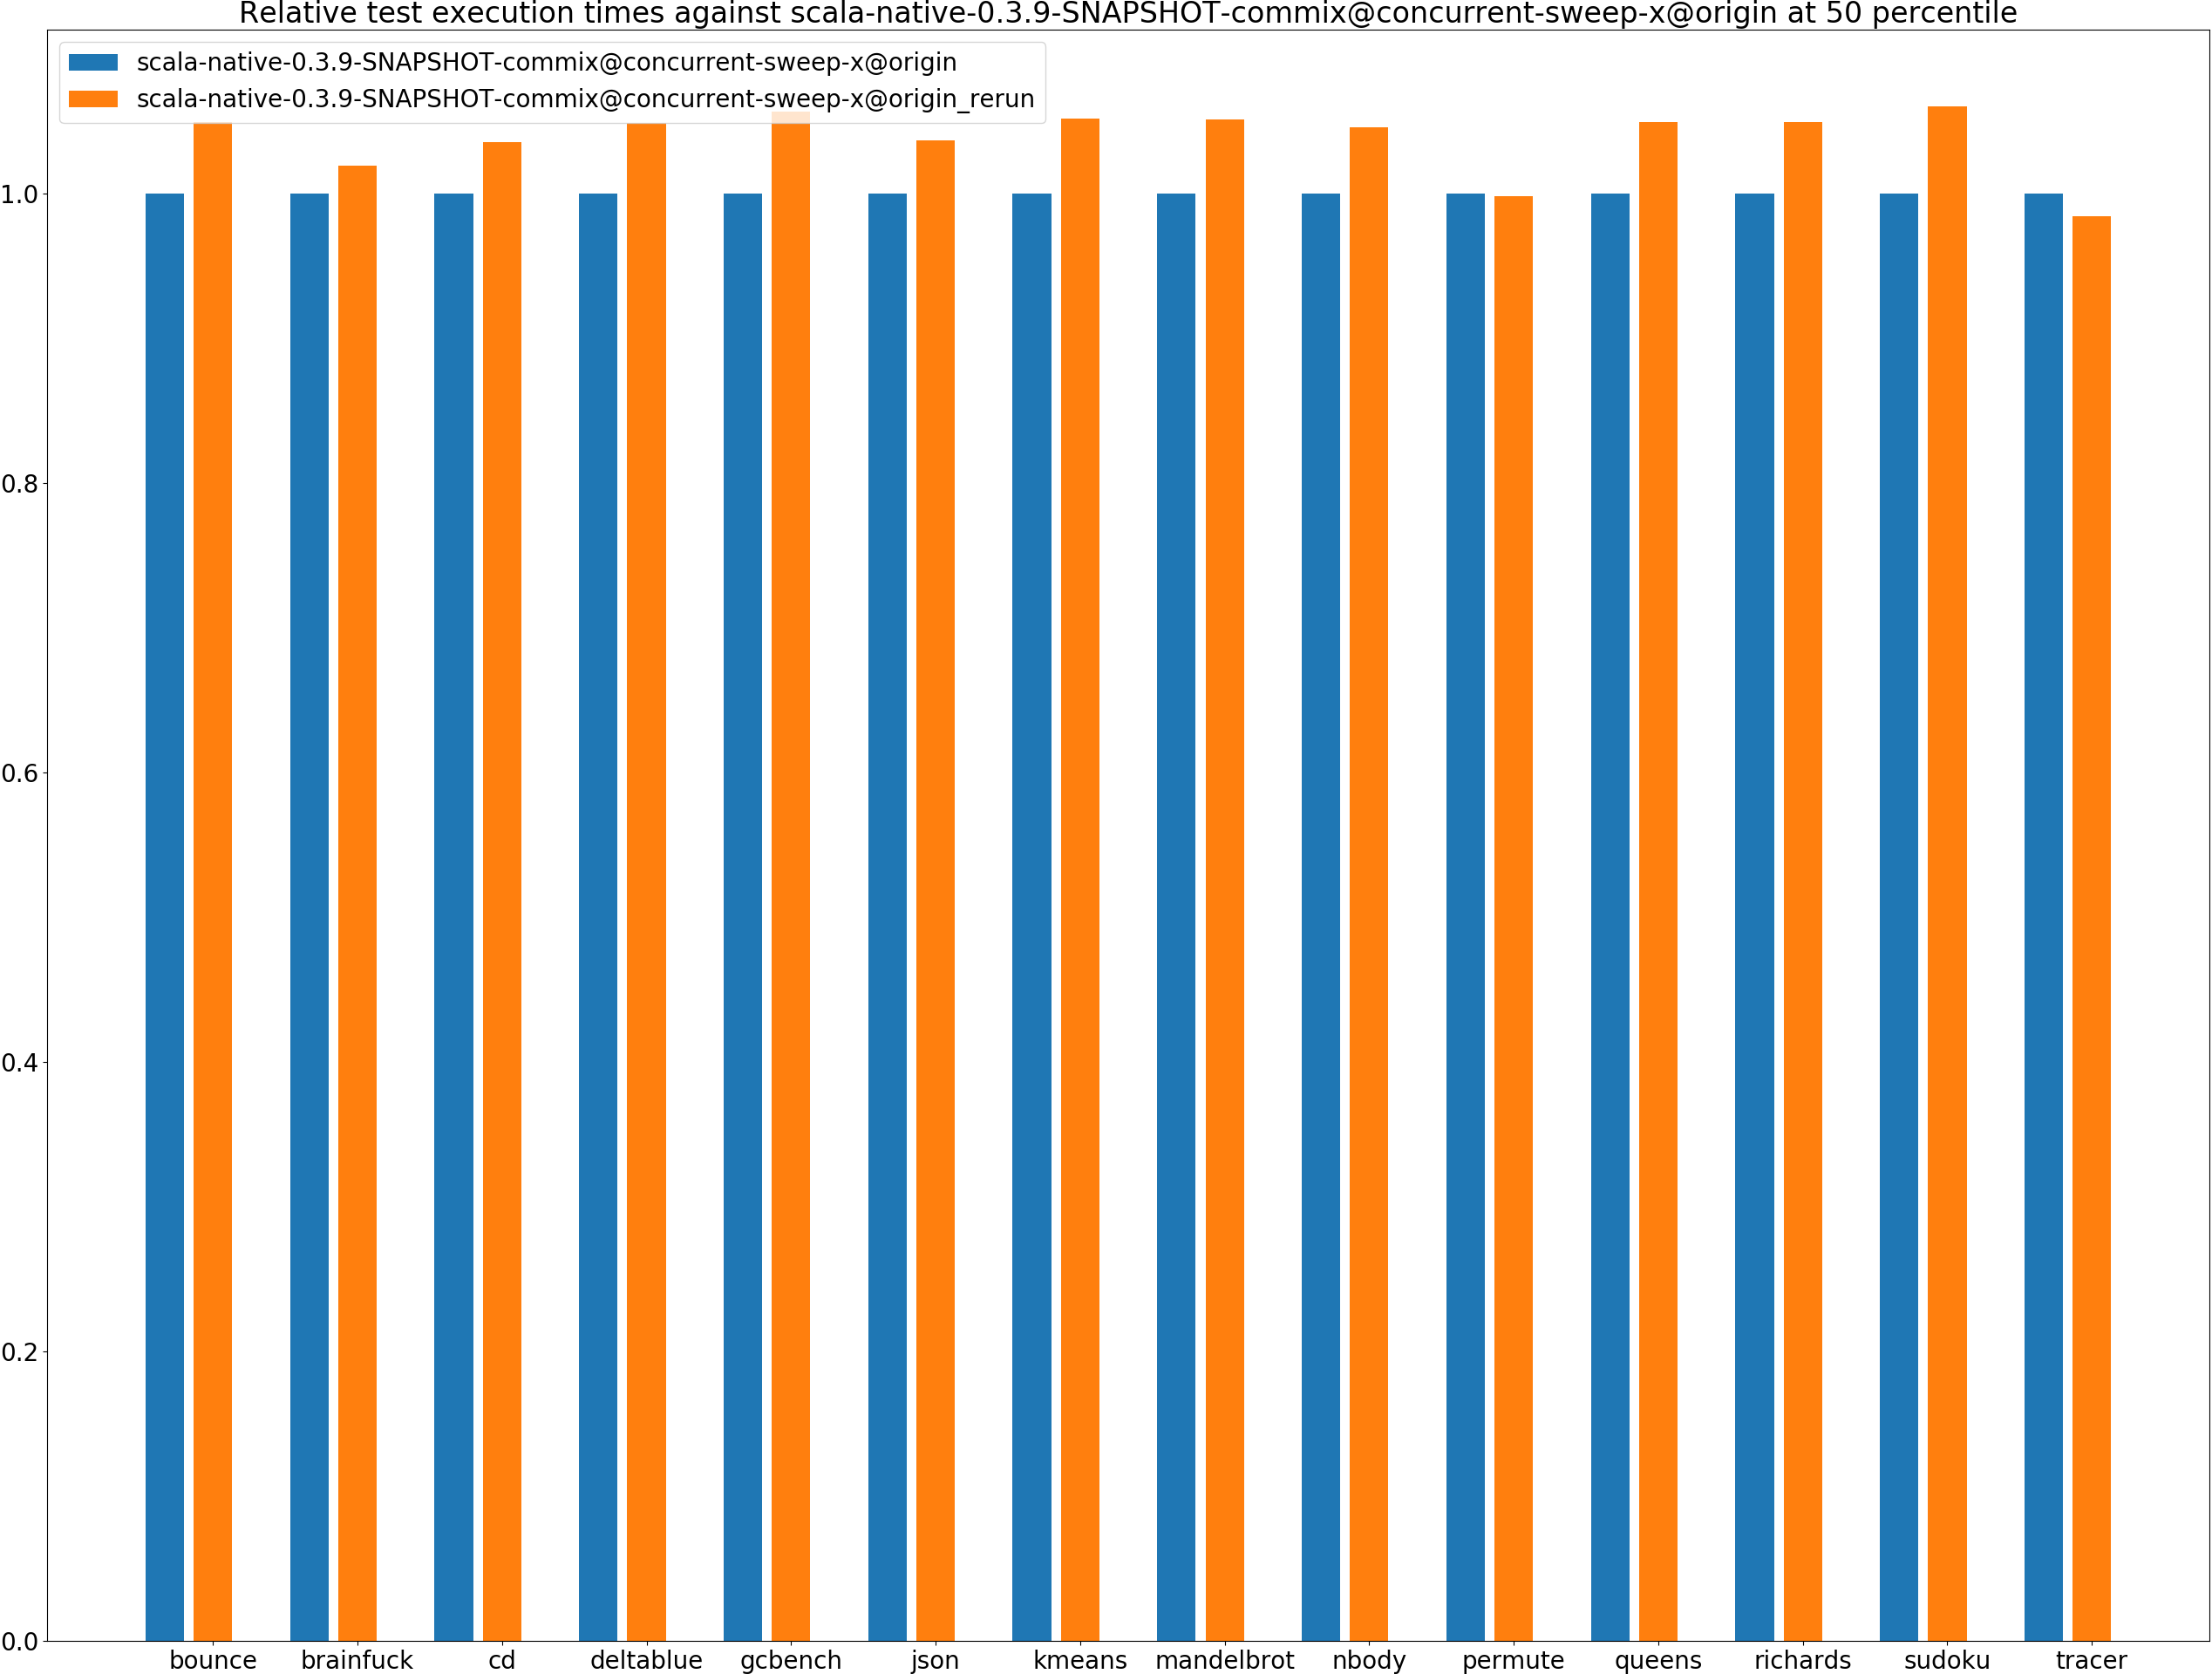 Relative test execution times against scala-native-0.3.9-SNAPSHOT-commix@concurrent-sweep-x@origin at 50 percentile
scala-native-0.3.9-SNAPSHOT-commix@concurrent-sweep-x@origin
scala-native-0.3.9-SNAPSHOT-commix@concurrent-sweep-x@origin_rerun
1.0
0.8
0.6
0.4
0.2
0.0
bounce brainfuck cd deltablue gcbench json kmeans mandelbrot nbody permute queens richards sudoku tracer